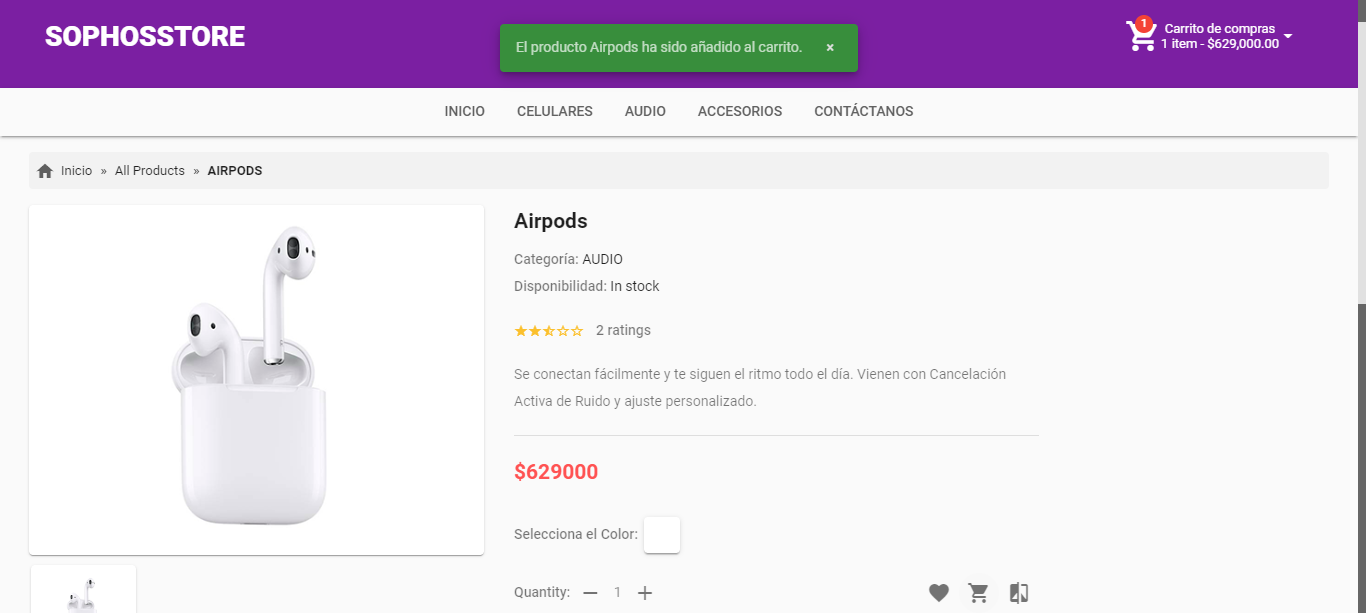 SOPHOSSTORE
El producto Airpods ha sido añadido al carrito. ×
1
Carrito de compras
1 item - $629,000.00
INICIO CELULARES AUDIO ACCESORIOS CONTÁCTANOS
Inicio » All Products » AIRPODS
Airpods
Categoría: AUDIO
Disponibilidad: In stock
2 ratings
Se conectan fácilmente y te siguen el ritmo todo el día. Vienen con Cancelación
Activa de Ruido y ajuste personalizado.
$629000
Selecciona el Color:
Quantity: 1